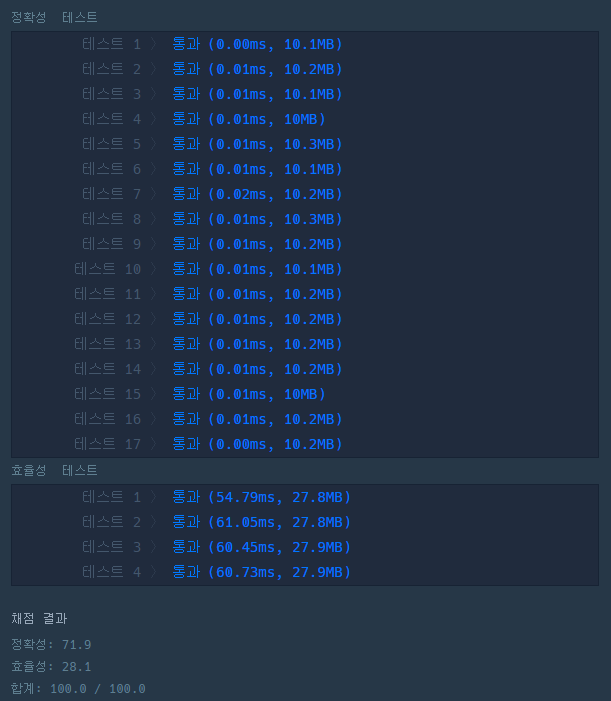 정확성 테스트
테스트 1 〉 통과 (0.00ms, 10.1MB)
테스트 2 〉 통과 (0.01ms, 10.2MB)
테스트 3 〉 통과 (0.01ms, 10.1MB)
테스트 4 〉 통과 (0.01ms, 10MB)
테스트 5 〉 통과 (0.01ms, 10.3MB)
테스트 6 〉 통과 (0.01ms, 10.1MB)
테스트 7 〉 통과 (0.02ms, 10.2MB)
테스트 8 〉 통과 (0.01ms, 10.3MB)
테스트 9 〉 통과 (0.01ms, 10.2MB)
테스트 10 〉 통과 (0.01ms, 10.1MB)
테스트 11 〉 통과 (0.01ms, 10.2MB)
테스트 12 〉 통과 (0.01ms, 10.2MB)
테스트 13 〉 통과 (0.01ms, 10.2MB)
테스트 14 〉 통과 (0.01ms, 10.2MB)
테스트 15 〉 통과 (0.01ms, 10MB)
테스트 16 〉 통과 (0.01ms, 10.2MB)
테스트 17 〉 통과 (0.00ms, 10.2MB)
효율성 테스트
테스트 1 〉 통과 (54.79ms, 27.8MB)
테스트 2 〉 통과 (61.05ms, 27.8MB)
테스트 3 〉 통과 (60.45ms, 27.9MB)
테스트 4 〉 통과 (60.73ms, 27.9MB)
채점 결과
정확성: 71.9
효율성: 28.1
합계: 100.0 / 100.0